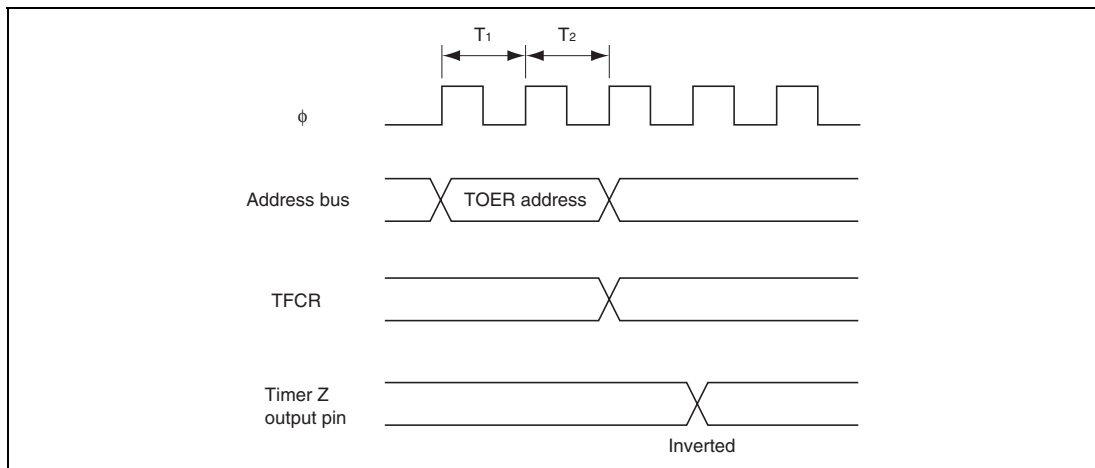 T1 T2
ϕ
Address bus TOER address
TFCR
Timer Z
output pin
Inverted